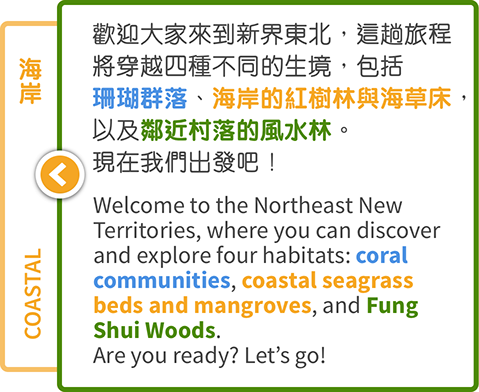 海岸
COASTAL
歡迎大家來到新界東北，這趟旅程
將穿越四種不同的生境，包括
珊瑚群落、海岸的紅樹林與海草床，
以及鄰近村落的風水林。
現在我們出發吧！
Welcome to the Northeast New
Territories, where you can discover
and explore four habitats: coral
communities, coastal seagrass
beds and mangroves, and Fung
Shui Woods.
Are you ready? Let’s go!